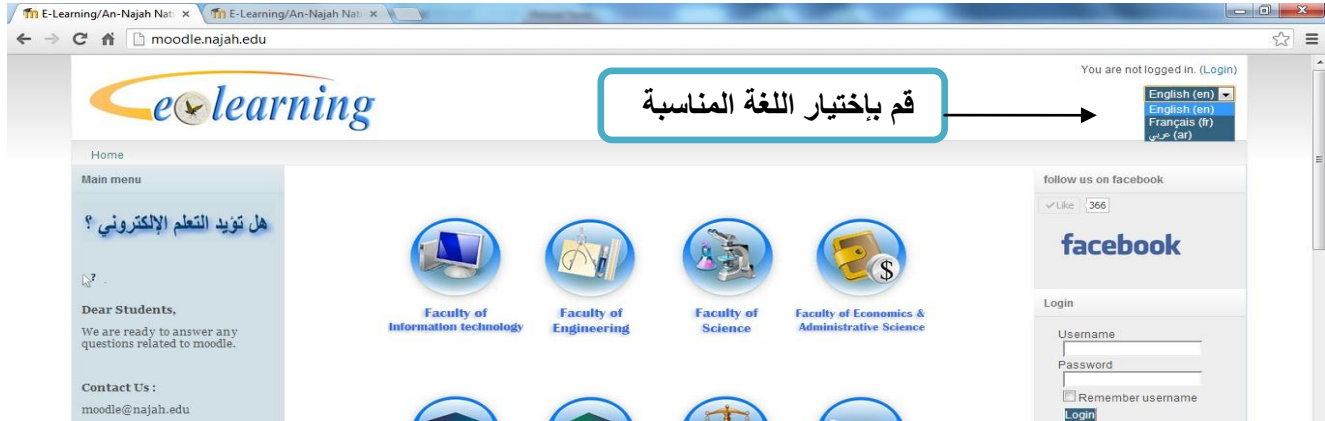 E-Learning/An-Najah Nat
E-Learning/An-Najah Nati
moodle.najah.edu
You are not logged in. (Login)
e learning
قم بإختيار اللغة المناسبة
English (en)
English (en)
Français (fr)
عربي (ar)
Home
Main menu
هل تؤيد التعلم الإلكتروني ؟
?
Dear Students,
We are ready to answer any
questions related to moodle.
Contact Us :
moodle@najah.edu
Faculty of
Information technology
Faculty of
Engineering
Faculty of
Science
Faculty of Economics &
Administrative Science
follow us on facebook
Like 366
facebook
Login
Username
Password
Remember username
Login